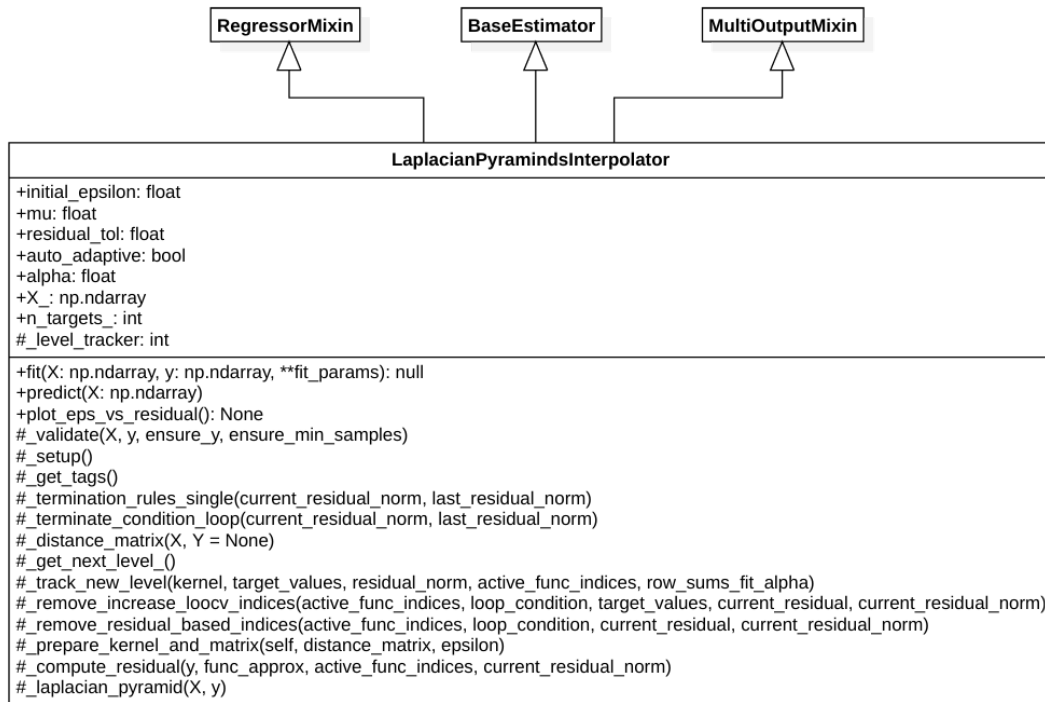 RegressorMixin
BaseEstimator
MultiOutputMixin
LaplacianPyramindsInterpolator
+initial_epsilon: float
+mu: float
+residual_tol: float
+auto_adaptive: bool
+alpha: float
+X_: np.ndarray
+n_targets_: int
#_level_tracker: int
+fit(X: np.ndarray, y: np.ndarray, **fit_params): null
+predict(X: np.ndarray)
+plot_eps_vs_residual(): None
#_validate(X, y, ensure_y, ensure_min_samples)
#_setup()
#_get_tags()
#_termination_rules_single(current_residual_norm, last_residual_norm)
#_terminate_condition_loop(current_residual_norm, last_residual_norm)
#_distance_matrix(X, Y = None)
#_get_next_level_()
#_track_new_level(kernel, target_values, residual_norm, active_func_indices, row_sums_fit_alpha)
#_remove_increase_loocv_indices(active_func_indices, loop_condition, target_values, current_residual, current_residual_norm)
#_remove_residual_based_indices(active_func_indices, loop_condition, current_residual, current_residual_norm)
#_prepare_kernel_and_matrix(self, distance_matrix, epsilon)
#_compute_residual(y, func_approx, active_func_indices, current_residual_norm)
#_laplacian_pyramid(X, y)